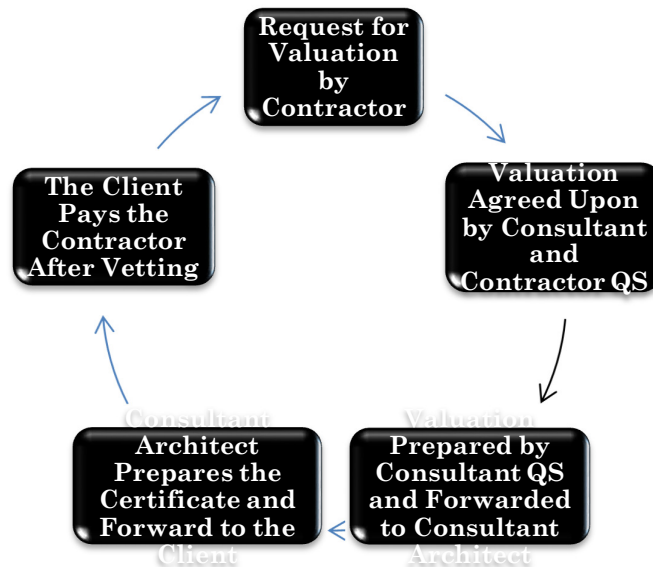 Request for
Valuation
by
Contractor
Valuation
Agreed Upon
by Consultant
and
Contractor QS
Valuation
Prepared by
Consultant QS
and Forwarded
to Consultant
Architect
Consultant
Architect
Prepares the
Certificate and
Forward to the
Client
The Client
Pays the
Contractor
After Vetting